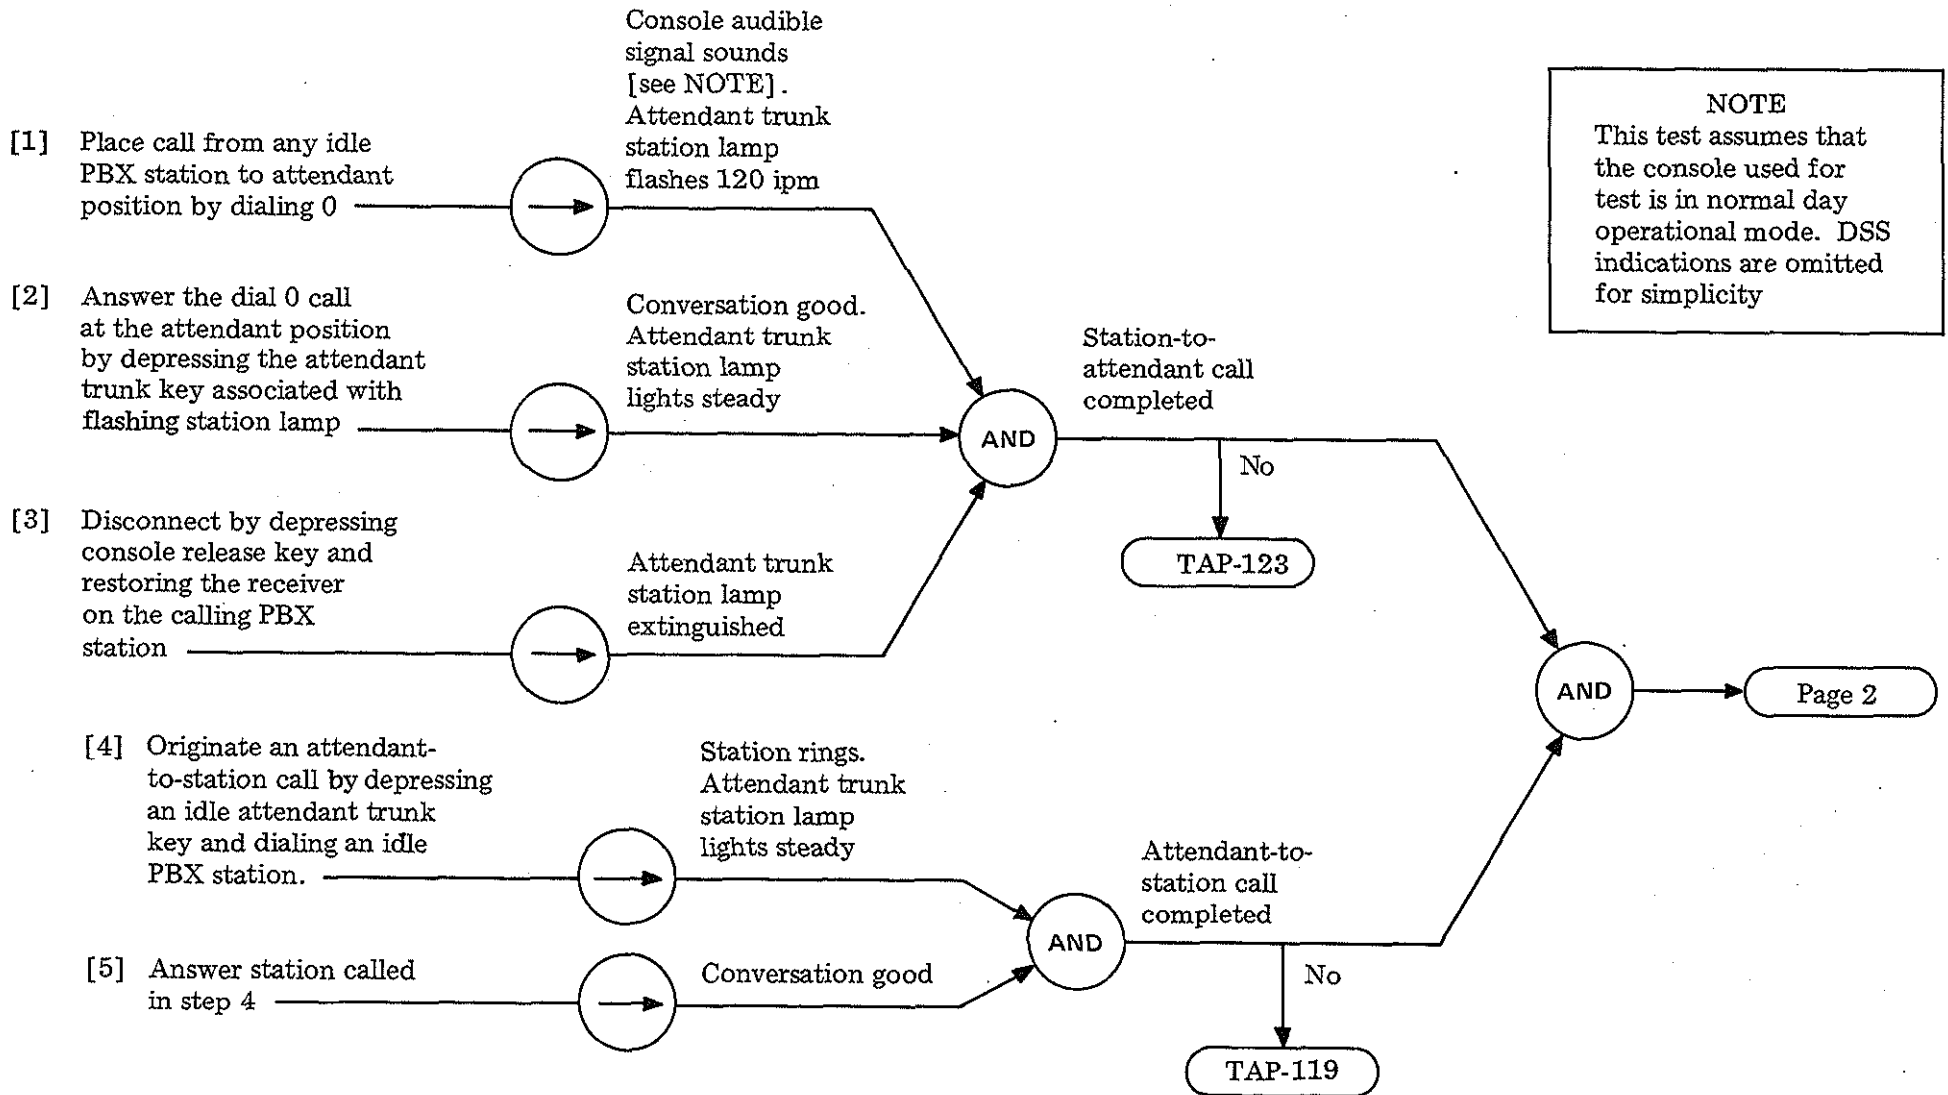 Console audible
signal sounds
[see NOTE].
Attendant trunk
station lamp
flashes 120 ipm
[1] Place call from any idle
PBX station to attendant
position by dialing 0
NOTE
This test assumes that
the console used for
test is in normal day
operational mode. DSS
indications are omitted
for simplicity
[2] Answer the dial 0 call
at the attendant position
by depressing the attendant
trunk key associated with
flashing station lamp
Conversation good.
Attendant trunk
station lamp
lights steady
AND
Station-to-
attendant call
completed
No
TAP-123
[3] Disconnect by depressing
console release key and
restoring the receiver
on the calling PBX
station
Attendant trunk
station lamp
extinguished
AND
Page 2
[4] Originate an attendant-
to-station call by depressing
an idle attendant trunk
key and dialing an idle
PBX station.
Station rings.
Attendant trunk
station lamp
lights steady
AND
Attendant-to-
station call
completed
No
TAP-119
[5] Answer station called
in step 4
Conversation good